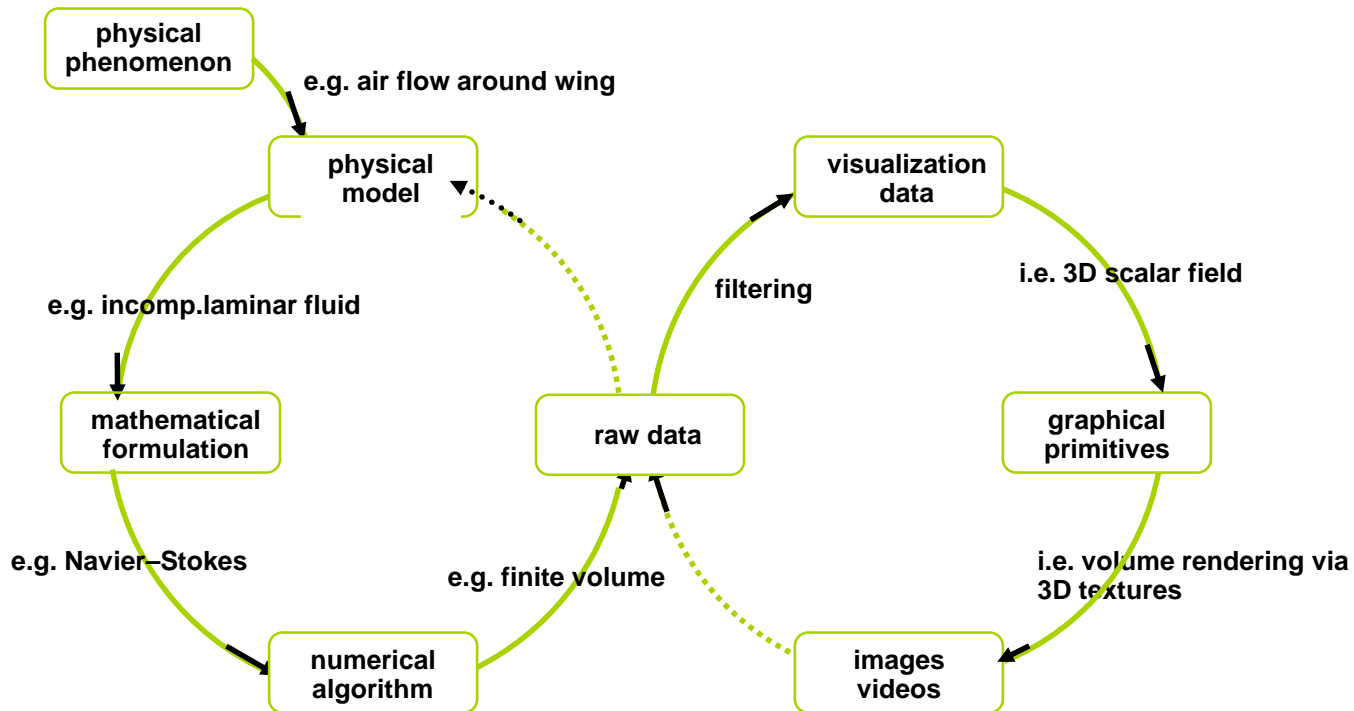 physical
phenomenon
e.g. air flow around wing
physical
model
visualization
data
e.g. incomp.laminar fluid
filtering
i.e. 3D scalar field
mathematical
formulation
raw data
graphical
primitives
e.g. Navier–Stokes
e.g. finite volume
i.e. volume rendering via
3D textures
numerical
algorithm
images
videos